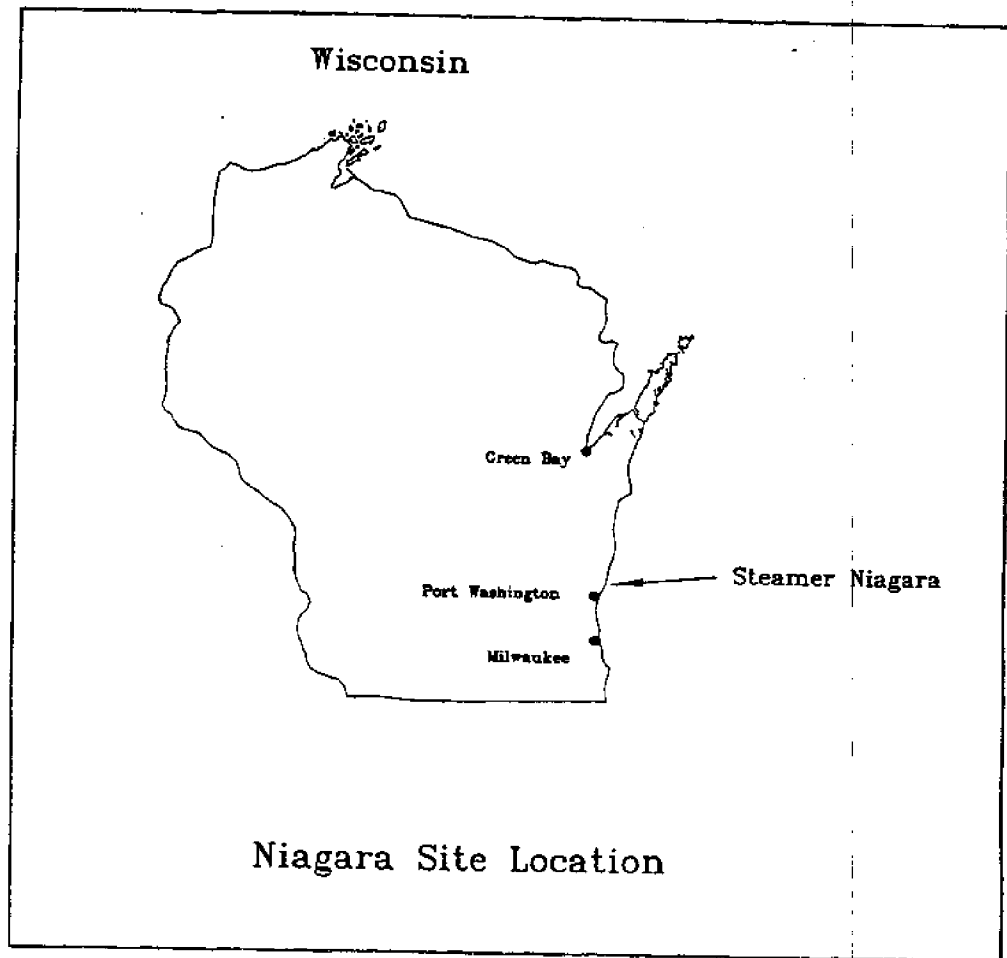 Wisconsin
Green Bay
Steamer Niagara
Port Washington
Milwaukee
Niagara Site Location